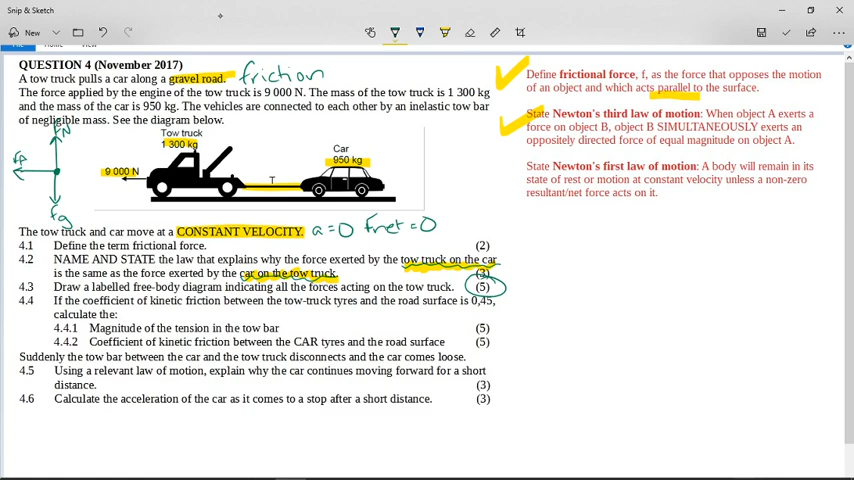 Snip & Sketch
New
QUESTION 4 (November 2017)
A tow truck pulls a car along a gravel road. friction
The force applied by the engine of the tow truck is 9 000 N. The mass of the tow truck is 1 300 kg
and the mass of the car is 950 kg. The vehicles are connected to each other by an inelastic tow bar
of negligible mass. See the diagram below.
FN
Tow truck
1 300 kg
Car
950 kg
FA
9 000 N
T
Fg
The tow truck and car move at a CONSTANT VELOCITY. a=0 Fnet=0
4.1 Define the term frictional force. (2)
4.2 NAME AND STATE the law that explains why the force exerted by the tow truck on the car
is the same as the force exerted by the car on the tow truck. (3)
4.3 Draw a labelled free-body diagram indicating all the forces acting on the tow truck. (5)
4.4 If the coefficient of kinetic friction between the tow-truck tyres and the road surface is 0,45,
calculate the:
4.4.1 Magnitude of the tension in the tow bar (5)
4.4.2 Coefficient of kinetic friction between the CAR tyres and the road surface (5)
Suddenly the tow bar between the car and the tow truck disconnects and the car comes loose.
4.5 Using a relevant law of motion, explain why the car continues moving forward for a short
distance. (3)
4.6 Calculate the acceleration of the car as it comes to a stop after a short distance. (3)
Define frictional force, f, as the force that opposes the motion
of an object and which acts parallel to the surface.
State Newton's third law of motion: When object A exerts a
force on object B, object B SIMULTANEOUSLY exerts an
oppositely directed force of equal magnitude on object A.
State Newton's first law of motion: A body will remain in its
state of rest or motion at constant velocity unless a non-zero
resultant/net force acts on it.